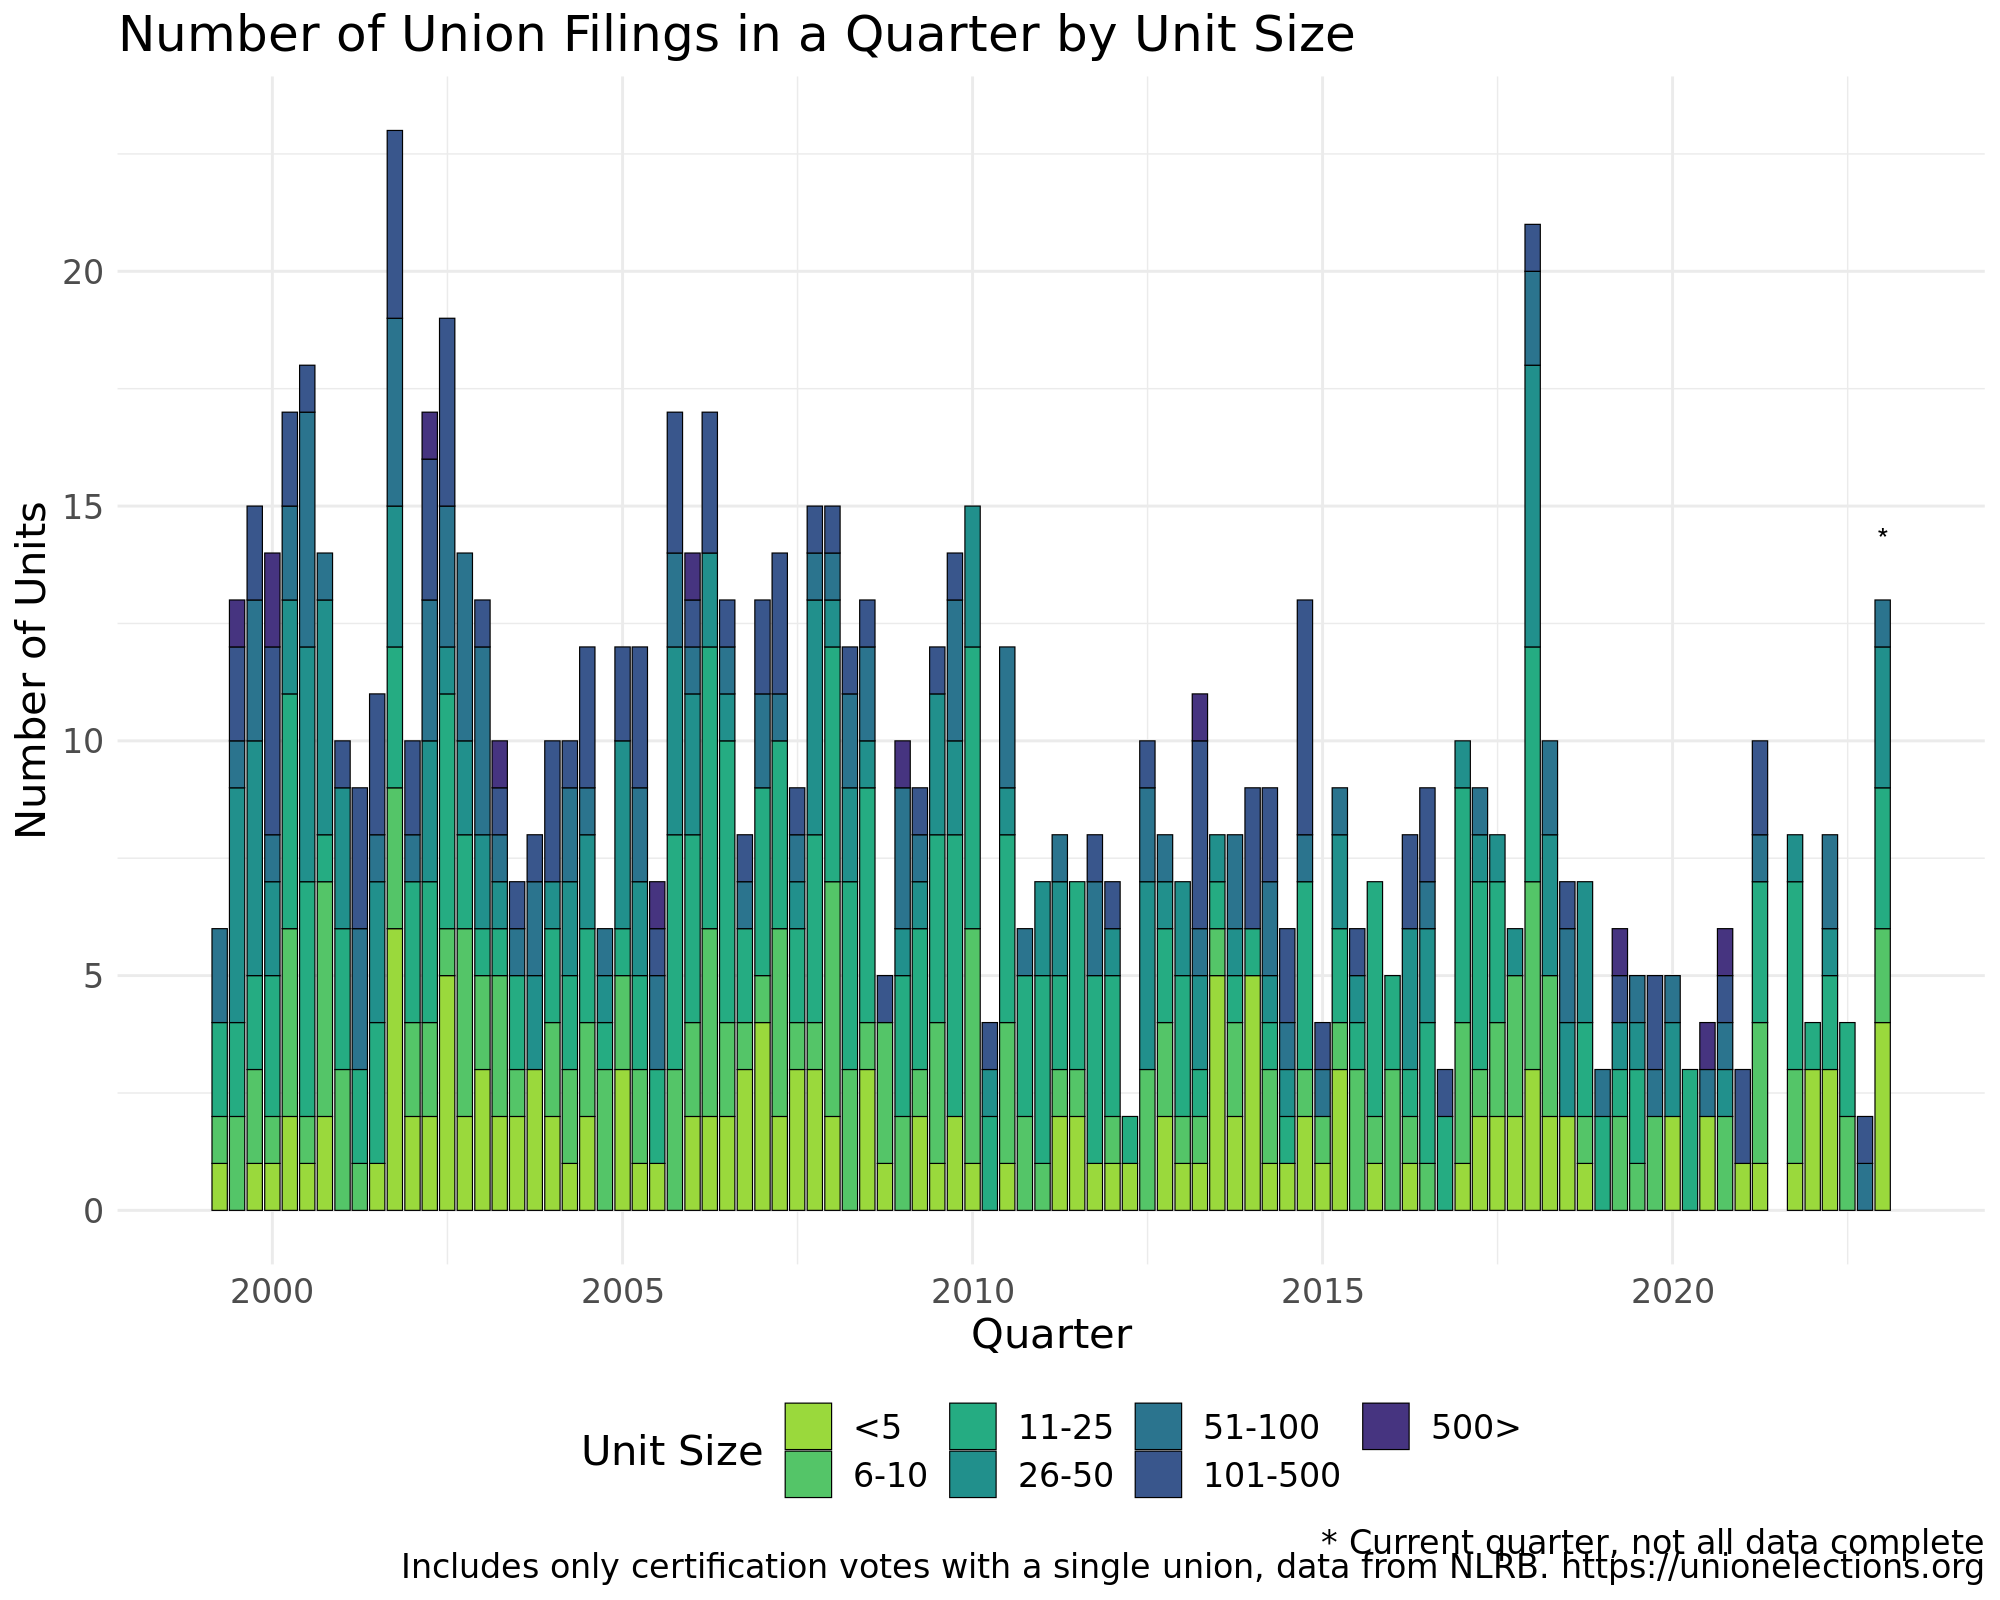 Number of Union Filings in a Quarter by Unit Size
Number of Units
20
15
10
5
0
*
2000 2005 2010 2015 2020
Quarter
Unit Size
<5 11-25 51-100 500>
6-10 26-50 101-500
* Current quarter, not all data complete
Includes only certification votes with a single union, data from NLRB. https://unionelections.org